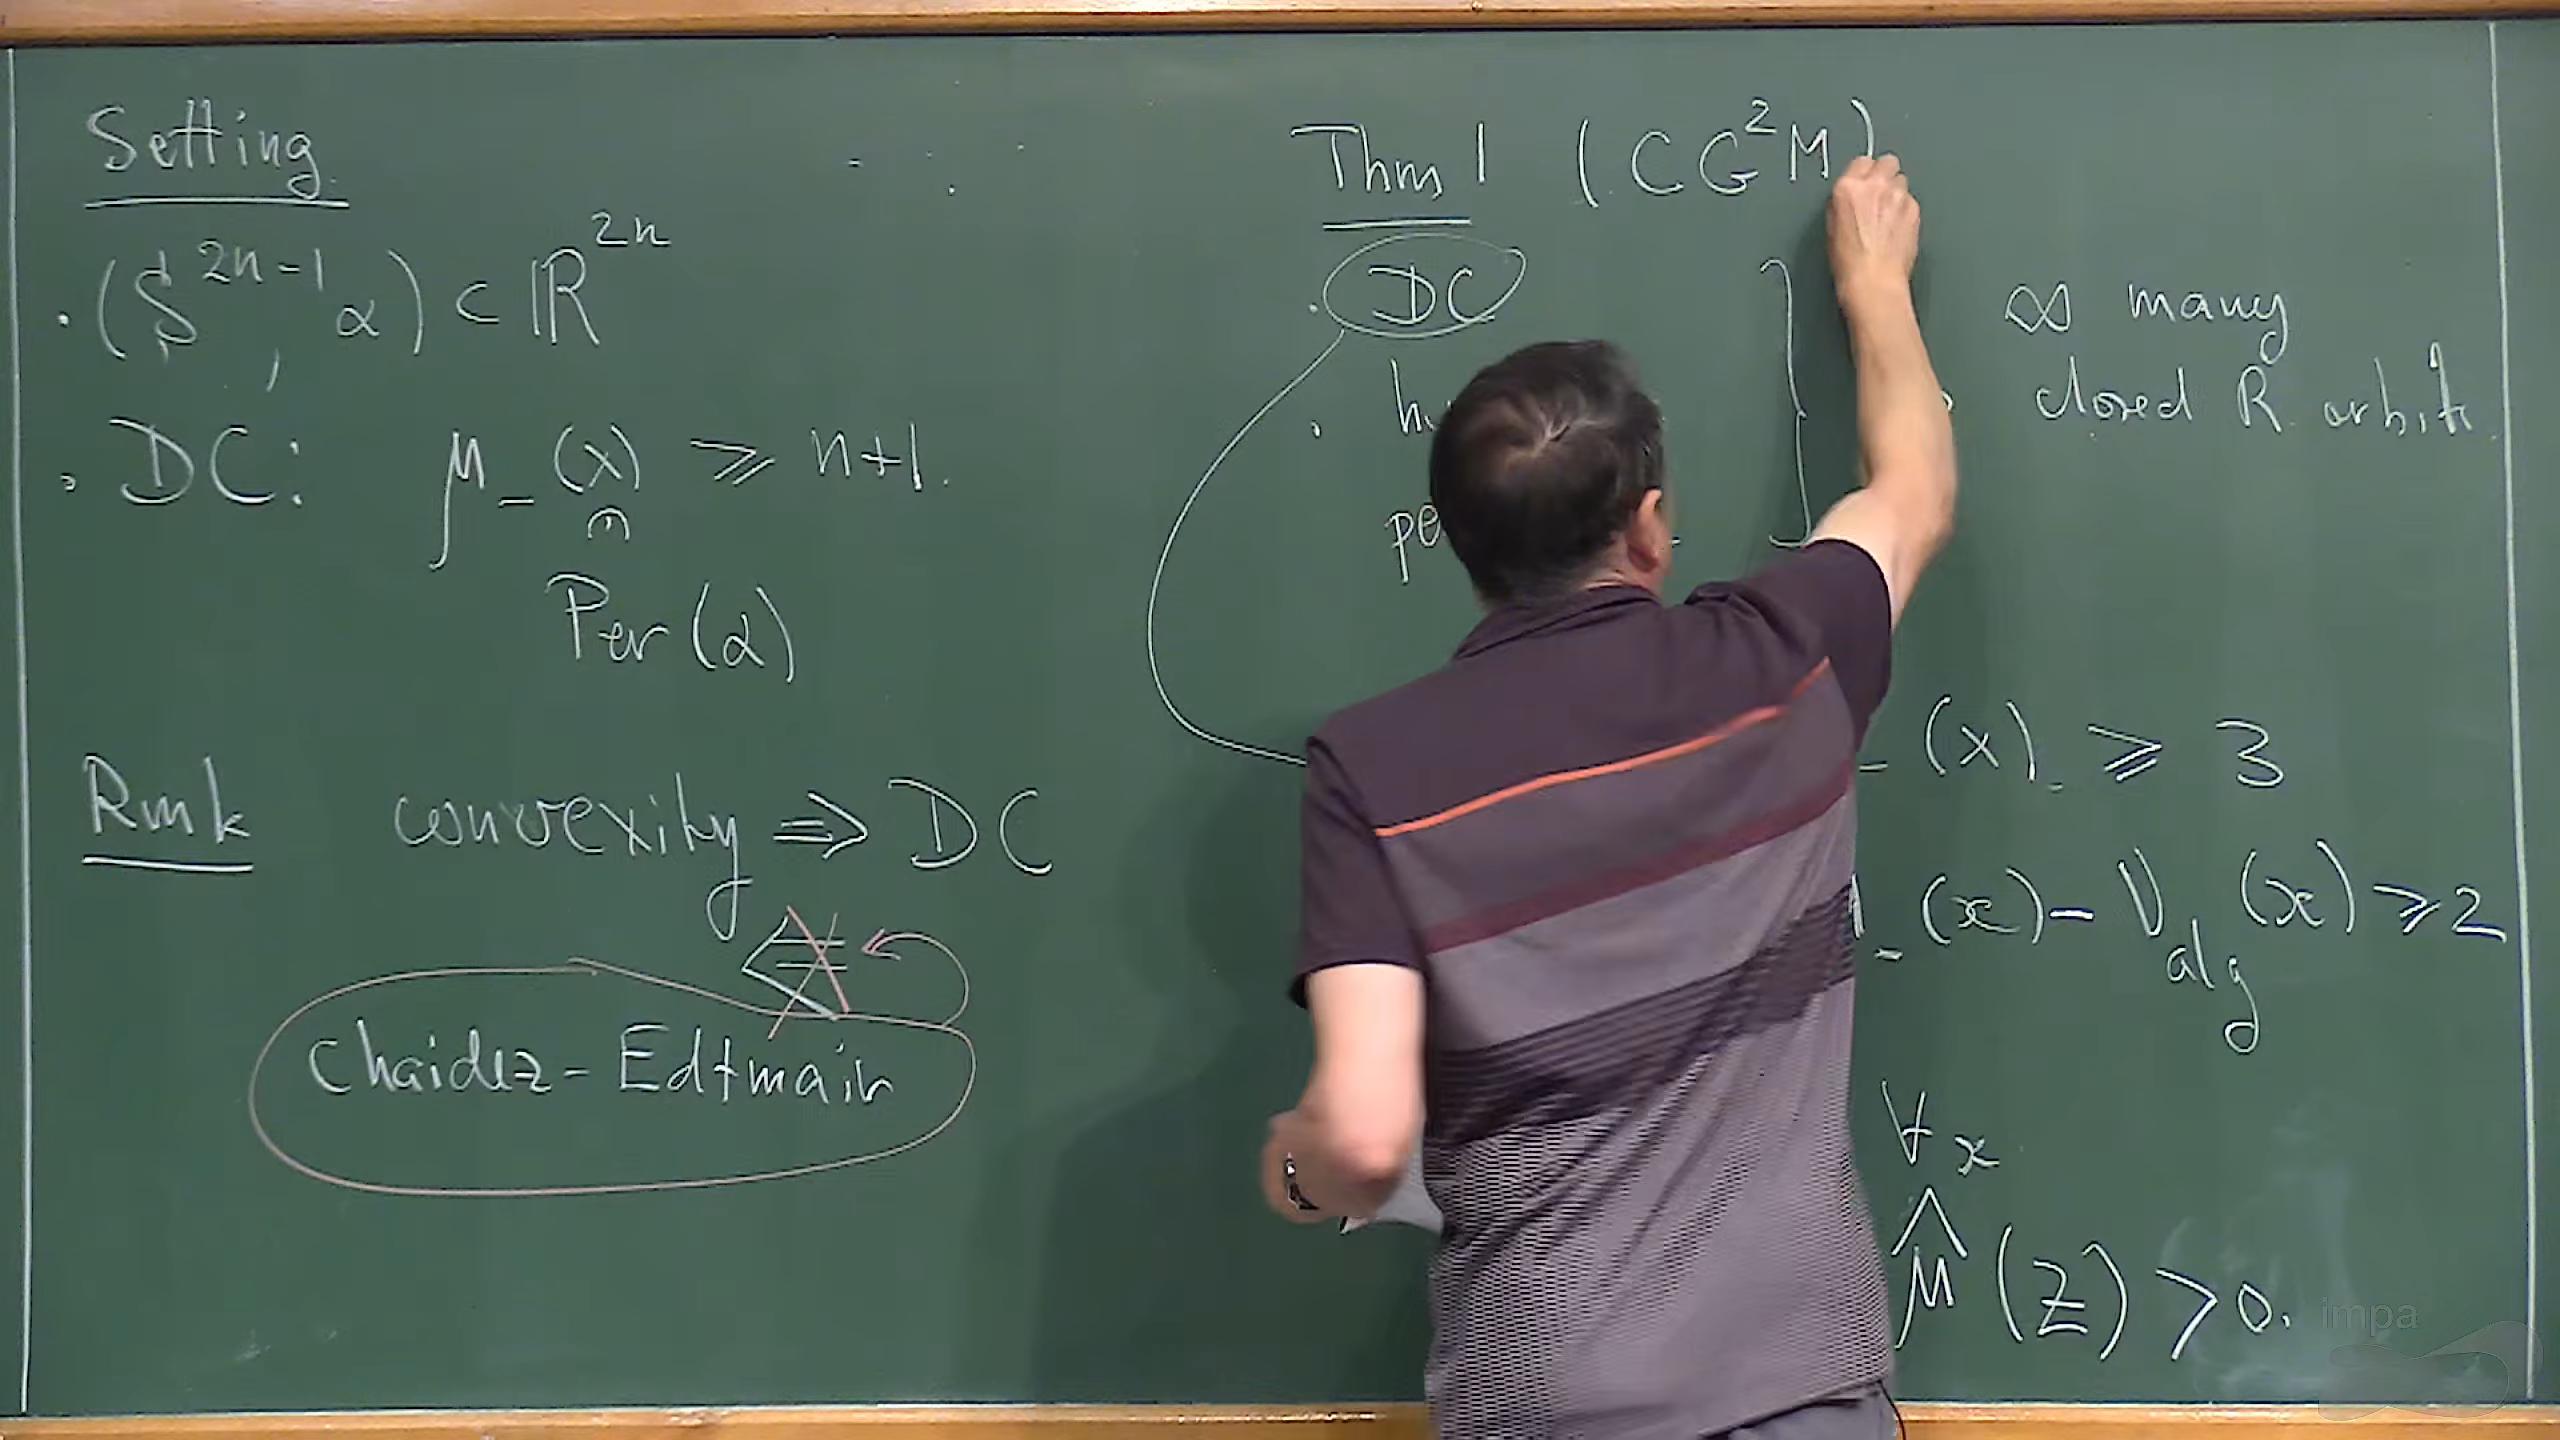 Setting
· (S^{2n-1}, α) ⊂ ℝ^{2n}
· DC: μ_-(x) ≥ n+1.
∩
Per(α)
Rmk convexity ⇒ DC
⇐
Chaidez-Edtmair
Thm 1 (CG²M)
· DC
·
∞ many
closed R. orbits.
_-(x) ≥ 3
_-(x) - ν_alg(x) ≥ 2
∀ x
μ̂(z) > 0.
impa